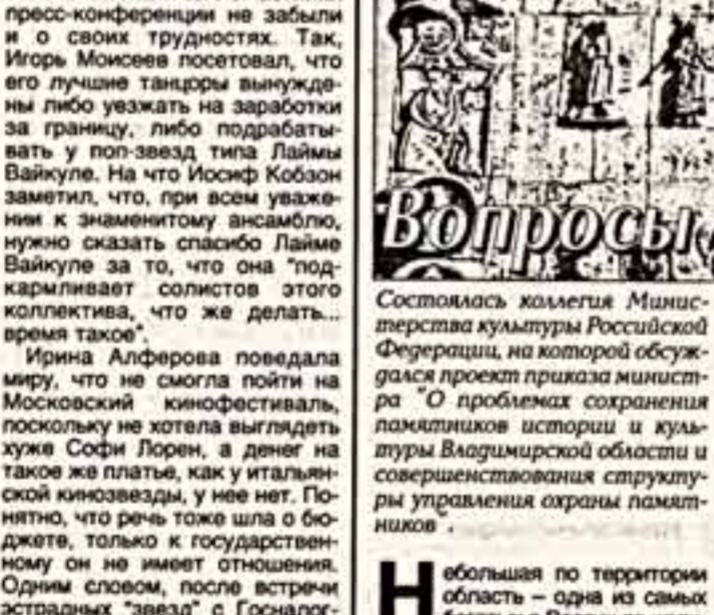 пресс-конференции не забыли
и о своих трудностях. Так,
Игорь Моисеев посетовал, что
его лучшие танцоры вынужде-
ны либо уезжать на заработки
за границу, либо подрабаты-
вать у поп-звезд типа Лаймы
Вайкуле. На что Иосиф Кобзон
заметил, что, при всем уваже-
нии к знаменитому ансамблю,
нужно сказать спасибо Лайме
Вайкуле за то, что она "под-
кармливает солистов этого
коллектива, что же делать...
время такое".
Ирина Алферова поведала
миру, что не смогла пойти на
Московский кинофестиваль,
поскольку не хотела выглядеть
хуже Софи Лорен, а денег на
такое же платье, как у итальян-
ской кинозвезды, у нее нет. По-
нятно, что речь тоже шла о бю-
джете, только к государствен-
ному он не имеет отношения.
Одним словом, после встречи
эстрадных "звезд" с Госналог-
Вопросы
Состоялась коллегия Минис-
терства культуры Российской
Федерации, на которой обсуж-
дался проект приказа министра
ра "О проблемах сохранения
памятников истории и куль-
туры Владимирской области и
совершенствования структу-
ры управления охраны памят-
ников".
Небольшая по территории
область – одна из самых